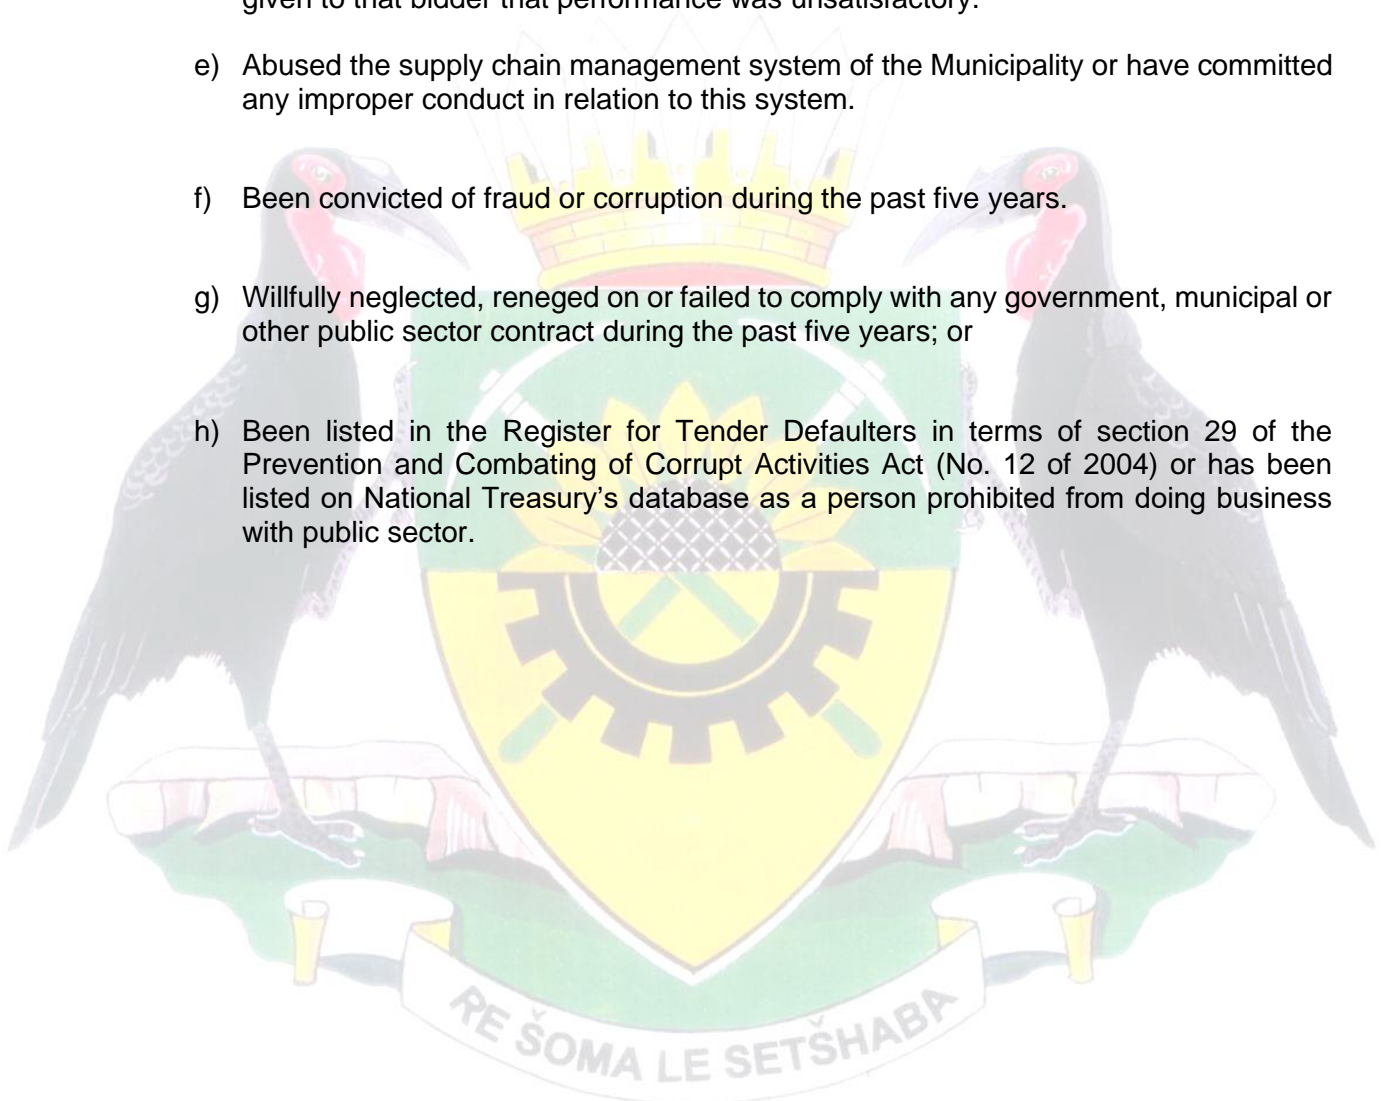 given to that bidder that performance was unsatisfactory.
e) Abused the supply chain management system of the Municipality or have committed
any improper conduct in relation to this system.
f) Been convicted of fraud or corruption during the past five years.
g) Willfully neglected, reneged on or failed to comply with any government, municipal or
other public sector contract during the past five years; or
h) Been listed in the Register for Tender Defaulters in terms of section 29 of the
Prevention and Combating of Corrupt Activities Act (No. 12 of 2004) or has been
listed on National Treasury’s database as a person prohibited from doing business
with public sector.
RE ŠOMA LE SETŠHABA